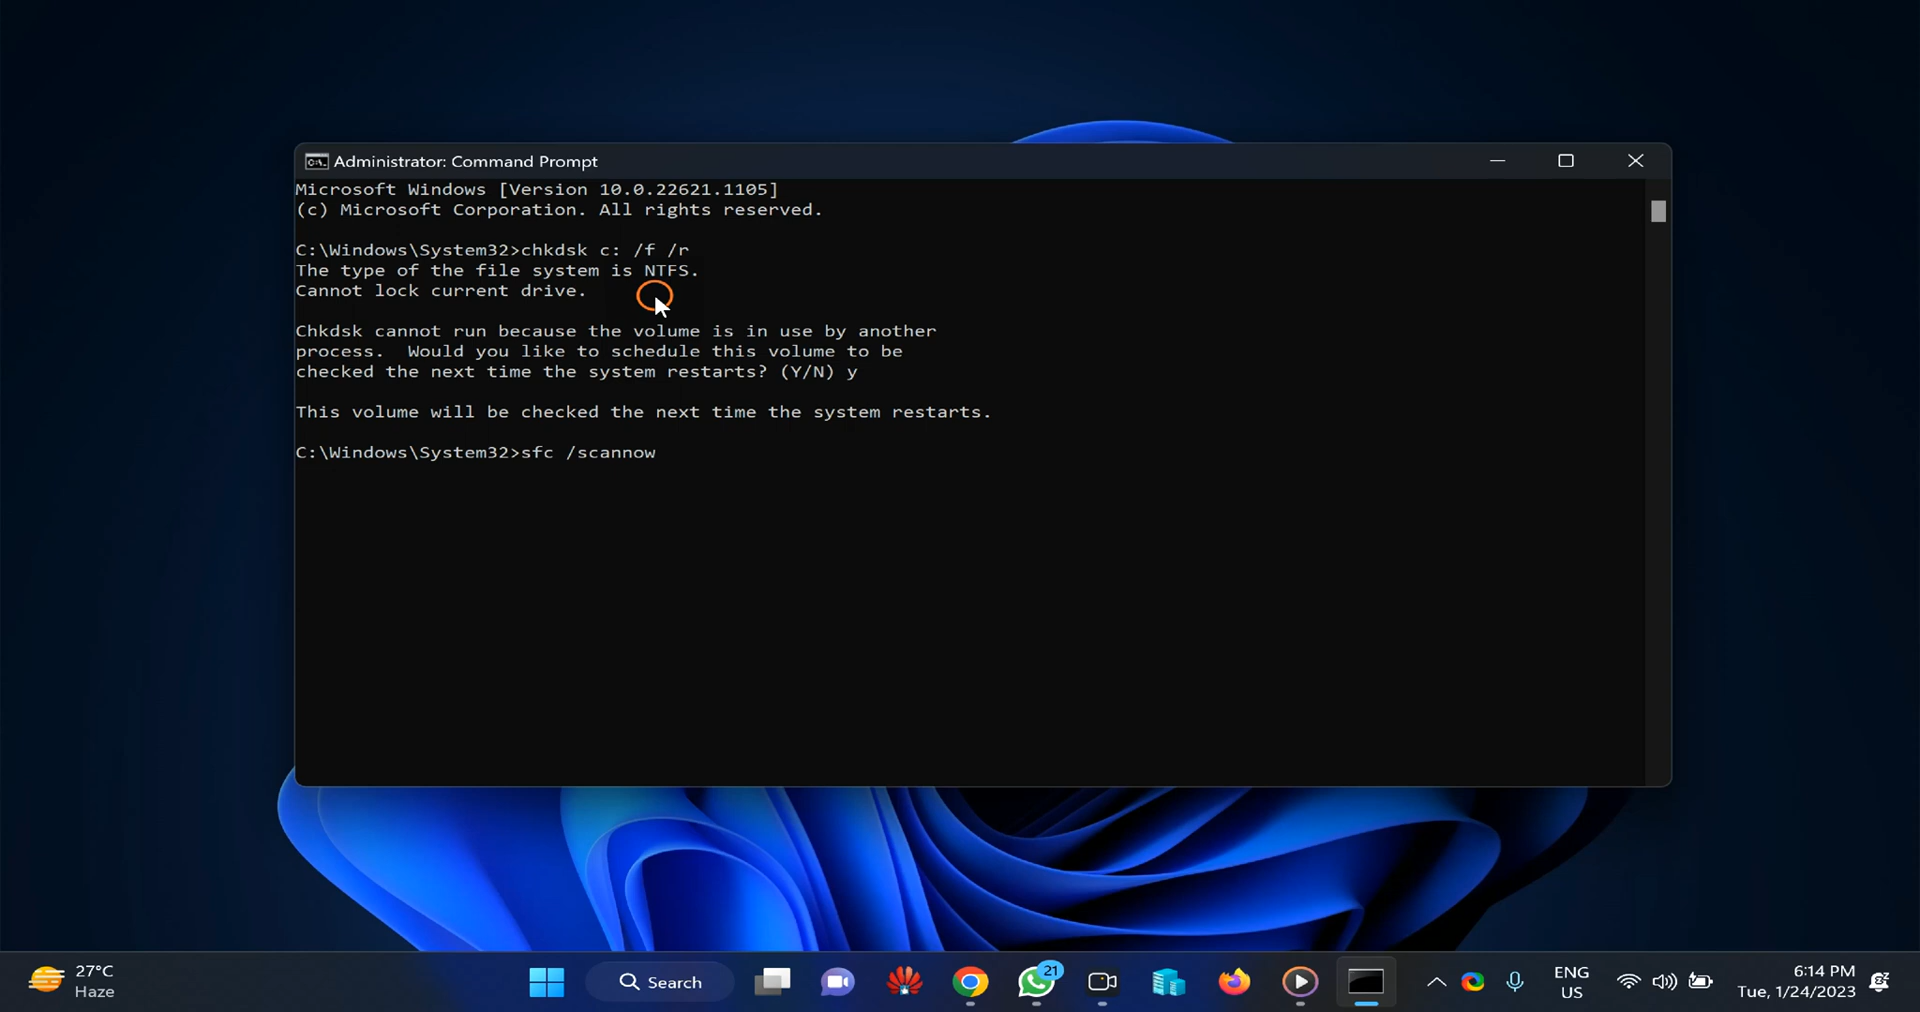 Administrator: Command Prompt
Microsoft Windows [Version 10.0.22621.1105]
(c) Microsoft Corporation. All rights reserved.
C:\Windows\System32>chkdsk c: /f /r
The type of the file system is NTFS.
Cannot lock current drive.
Chkdsk cannot run because the volume is in use by another
process.  Would you like to schedule this volume to be
checked the next time the system restarts? (Y/N) y
This volume will be checked the next time the system restarts.
C:\Windows\System32>sfc /scannow
27°C
Haze
Search
21
ENG
US
6:14 PM
Tue, 1/24/2023